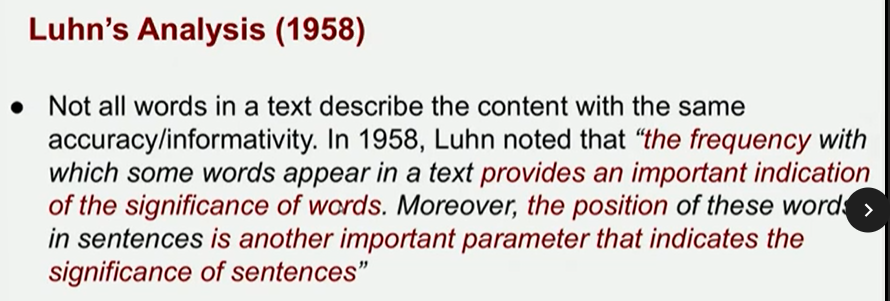 Luhn's Analysis (1958)
● Not all words in a text describe the content with the same
accuracy/informativity. In 1958, Luhn noted that “the frequency with
which some words appear in a text provides an important indication
of the significance of words. Moreover, the position of these words
in sentences is another important parameter that indicates the
significance of sentences”